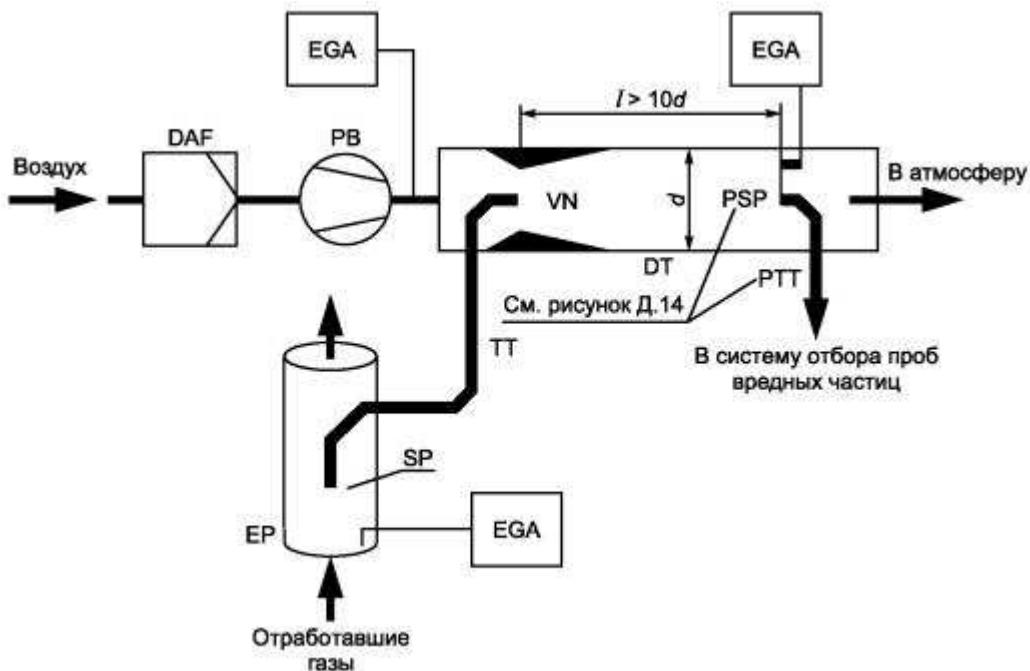 EGA
EGA
l > 10d
DAF
PB
Воздух
В атмосферу
VN
d
PSP
DT
PTT
См. рисунок Д.14
TT
В систему отбора проб
вредных частиц
SP
EP
EGA
Отработавшие
газы